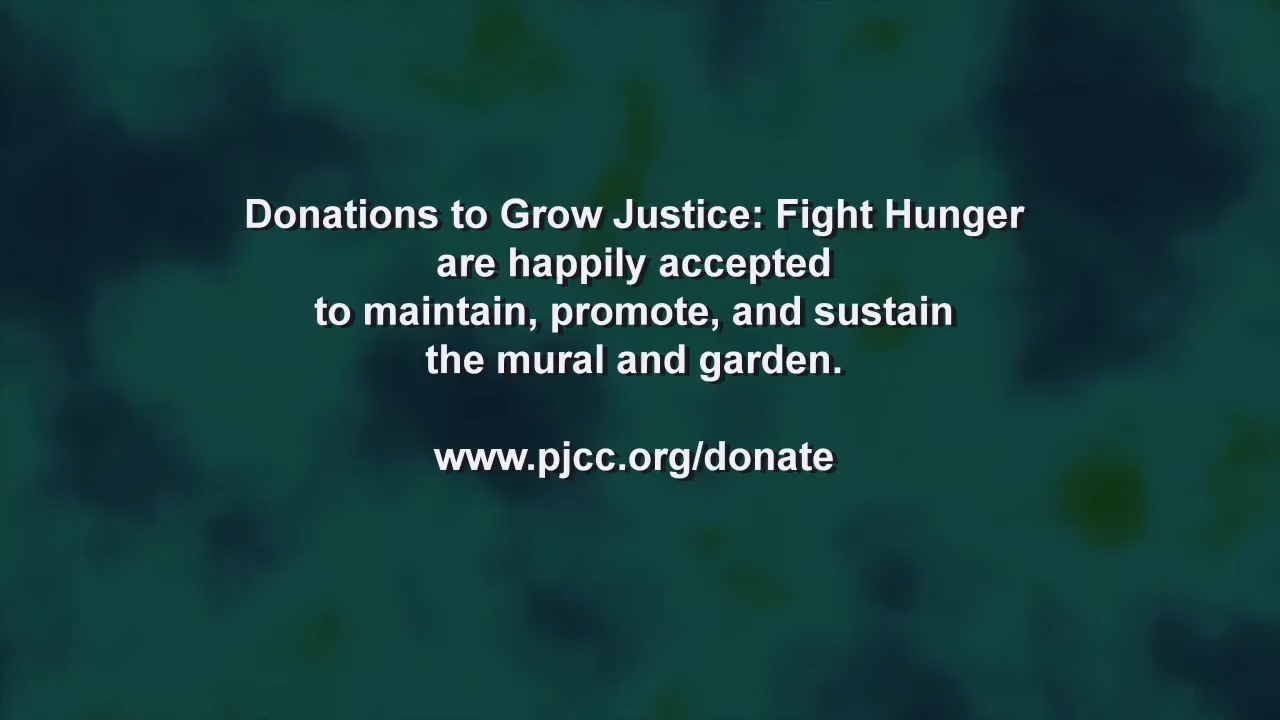 Donations to Grow Justice: Fight Hunger
are happily accepted
to maintain, promote, and sustain
the mural and garden.
www.pjcc.org/donate